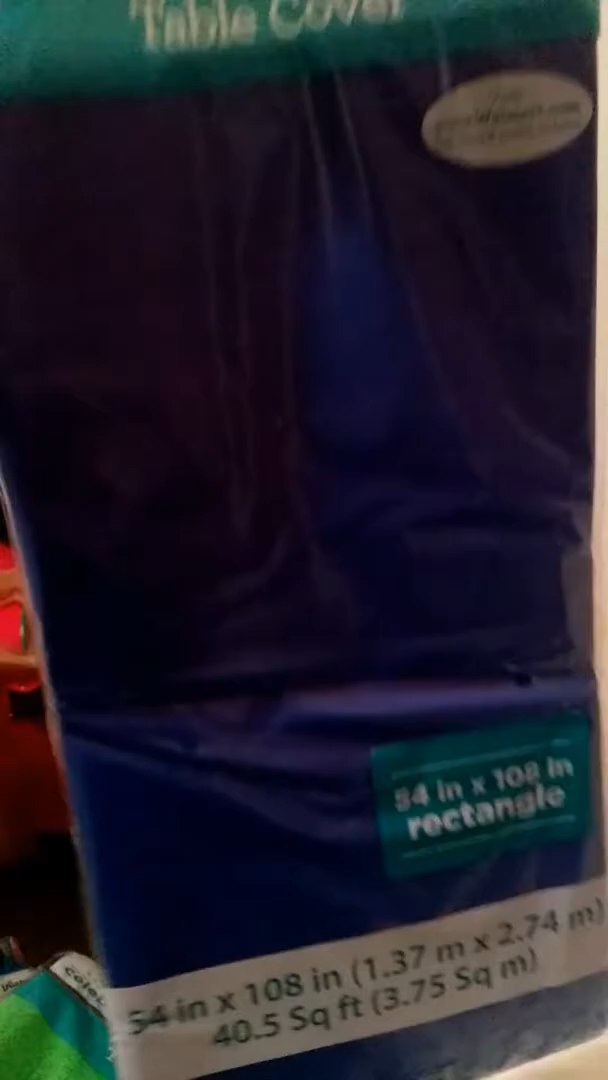 Table Cover
54 in x 108 in
rectangle
54 in x 108 in (1.37 m x 2.74 m)
40.5 Sq ft (3.75 Sq m)